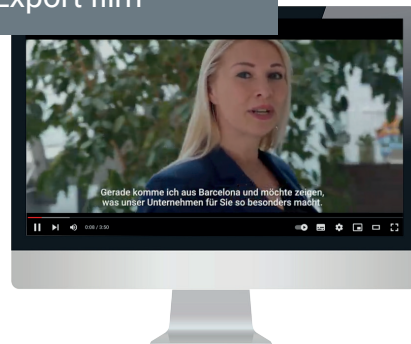 Export film
Gerade komme ich aus Barcelona und möchte zeigen,
was unser Unternehmen für Sie so besonders macht.
0:08 / 3:50